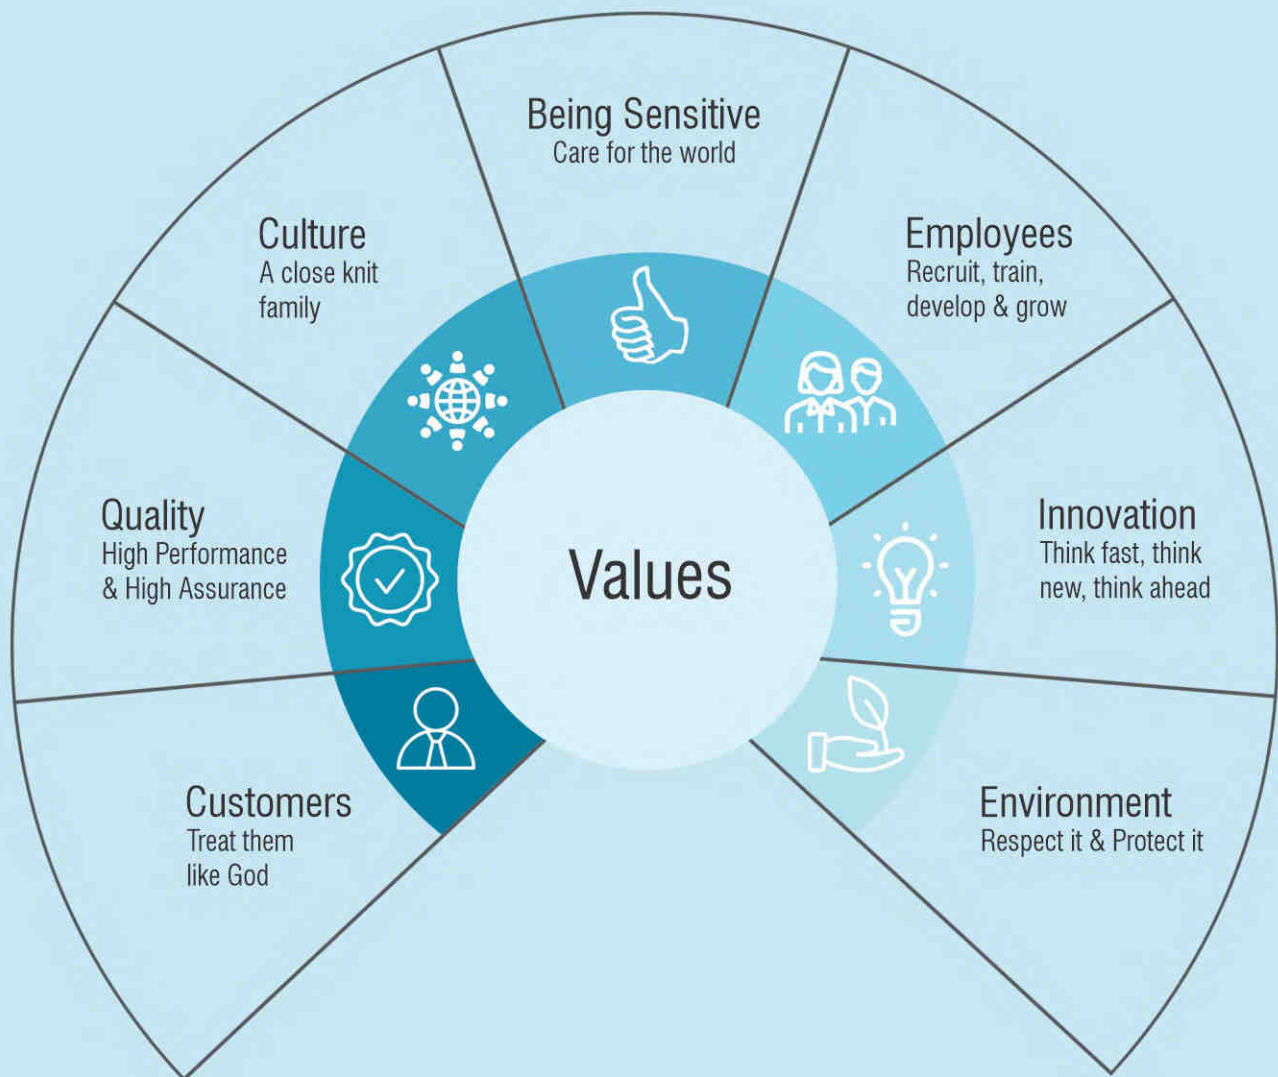 Being Sensitive
Care for the world
Culture
A close knit
family
Employees
Recruit, train,
develop & grow
Quality
High Performance
& High Assurance
Values
Innovation
Think fast, think
new, think ahead
Customers
Treat them
like God
Environment
Respect it & Protect it